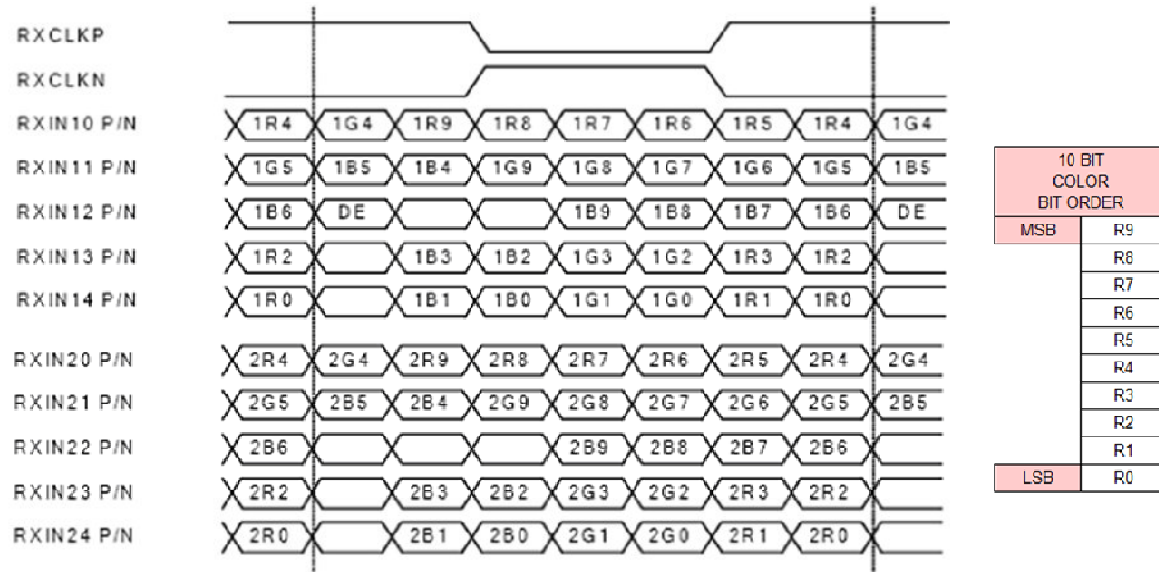 RXCLKP
RXCLKN
RXIN10 P/N 1R4 1G4 1R9 1R8 1R7 1R6 1R5 1R4 1G4
RXIN11 P/N 1G5 1B5 1B4 1G9 1G8 1G7 1G6 1G5 1B5
RXIN12 P/N 1B6 DE 1B9 1B8 1B7 1B6 DE
RXIN13 P/N 1R2 1B3 1B2 1G3 1G2 1R3 1R2
RXIN14 P/N 1R0 1B1 1B0 1G1 1G0 1R1 1R0
RXIN20 P/N 2R4 2G4 2R9 2R8 2R7 2R6 2R5 2R4 2G4
RXIN21 P/N 2G5 2B5 2B4 2G9 2G8 2G7 2G6 2G5 2B5
RXIN22 P/N 2B6 2B9 2B8 2B7 2B6
RXIN23 P/N 2R2 2B3 2B2 2G3 2G2 2R3 2R2
RXIN24 P/N 2R0 2B1 2B0 2G1 2G0 2R1 2R0
10 BIT
COLOR
BIT ORDER
MSB R9
R8
R7
R6
R5
R4
R3
R2
R1
LSB R0